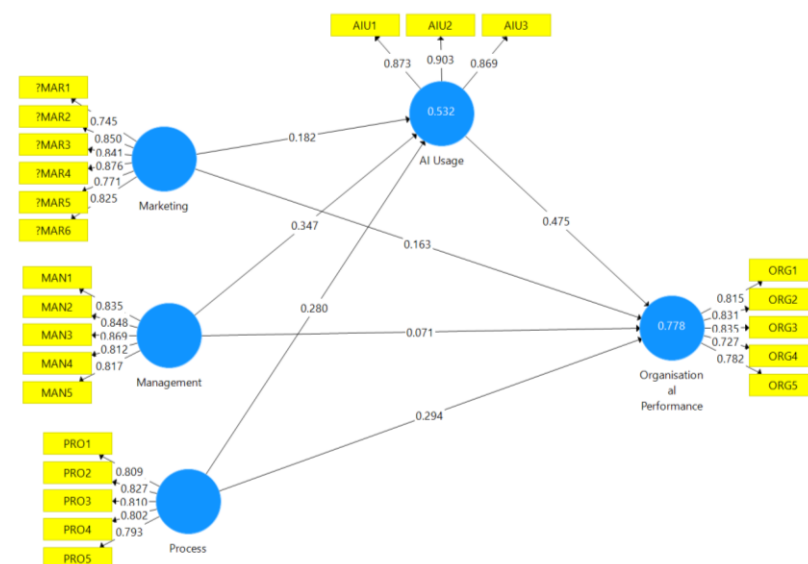 AIU1
AIU2
AIU3
0.873
0.903
0.869
0.532
AI Usage
?MAR1
?MAR2
?MAR3
?MAR4
?MAR5
?MAR6
0.745
0.850
0.841
0.876
0.771
0.825
Marketing
0.182
0.347
0.163
0.475
0.280
MAN1
MAN2
MAN3
MAN4
MAN5
0.835
0.848
0.869
0.812
0.817
Management
0.071
0.294
0.778
Organisation
al
Performance
0.815
0.831
0.835
0.727
0.782
ORG1
ORG2
ORG3
ORG4
ORG5
PRO1
PRO2
PRO3
PRO4
PRO5
0.809
0.827
0.810
0.802
0.793
Process